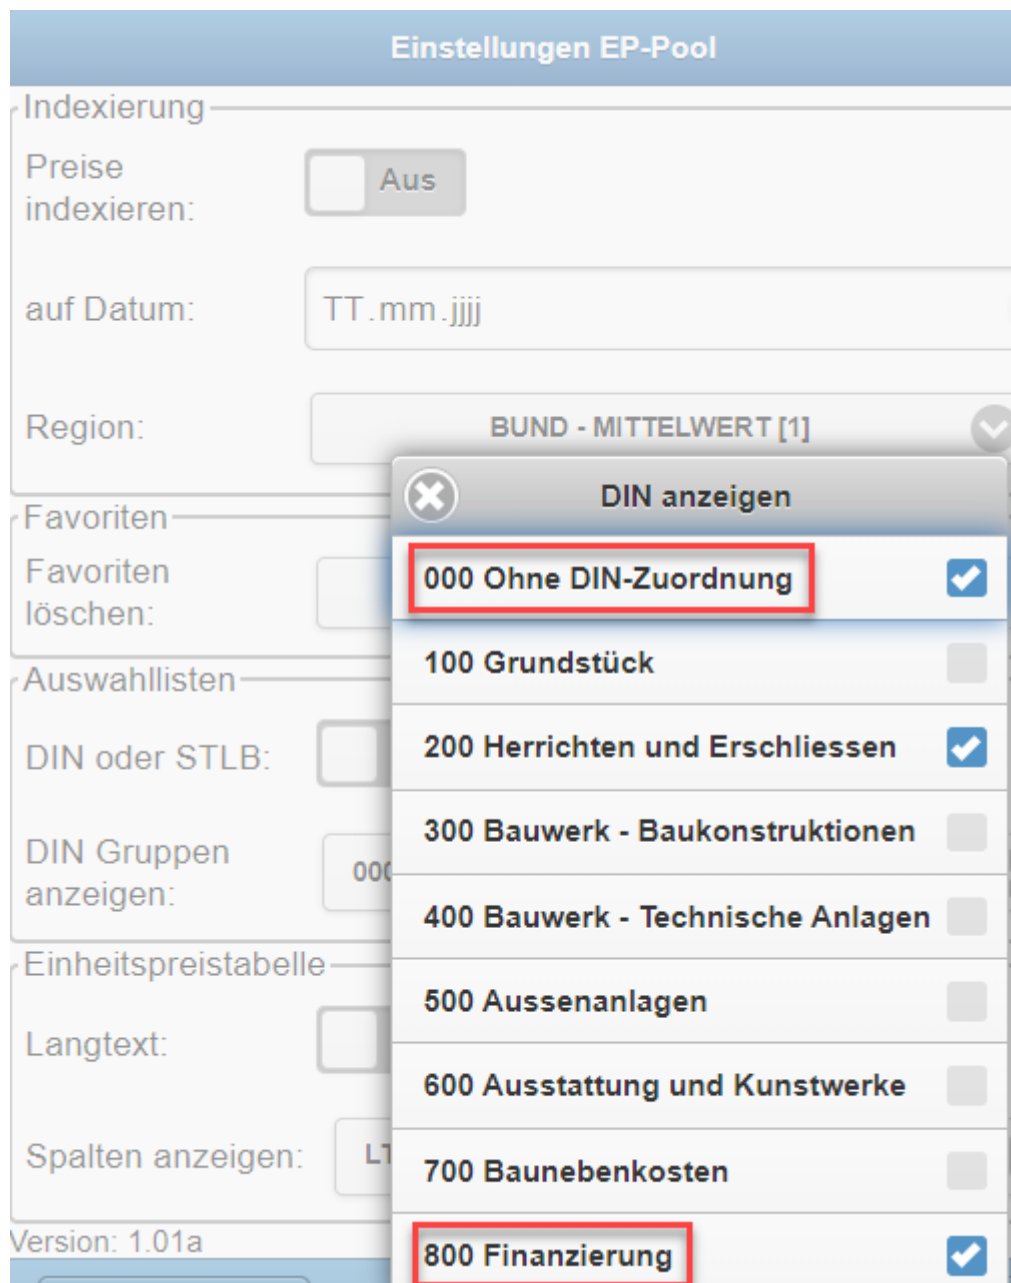 Einstellungen EP-Pool
Indexierung
Preise
indexieren:
Aus
auf Datum:
TT.mm.jjjj
Region:
BUND - MITTELWERT [1]
Favoriten
Favoriten
löschen:
Auswahllisten
DIN oder STLB:
DIN Gruppen
anzeigen:
000
Einheitspreistabelle
Langtext:
Spalten anzeigen:
LT
Version: 1.01a
DIN anzeigen
000 Ohne DIN-Zuordnung
100 Grundstück
200 Herrichten und Erschliessen
300 Bauwerk - Baukonstruktionen
400 Bauwerk - Technische Anlagen
500 Aussenanlagen
600 Ausstattung und Kunstwerke
700 Baunebenkosten
800 Finanzierung